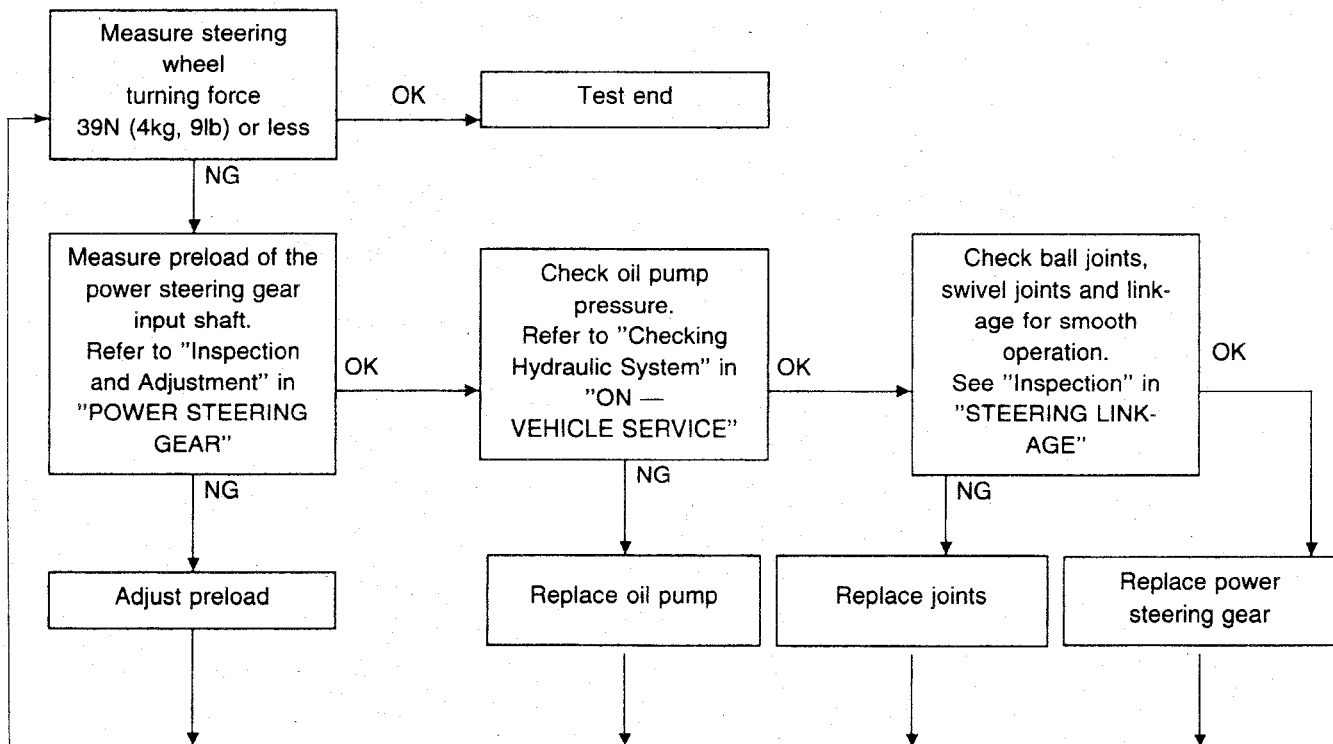 Measure steering
wheel
turning force
39N (4kg, 9lb) or less
OK
Test end
NG
Measure preload of the
power steering gear
input shaft.
Refer to "Inspection
and Adjustment" in
"POWER STEERING
GEAR"
OK
Check oil pump
pressure.
Refer to "Checking
Hydraulic System" in
"ON —
VEHICLE SERVICE"
OK
Check ball joints,
swivel joints and link-
age for smooth
operation.
See "Inspection" in
"STEERING LINK-
AGE"
OK
NG
NG
NG
Adjust preload
Replace oil pump
Replace joints
Replace power
steering gear